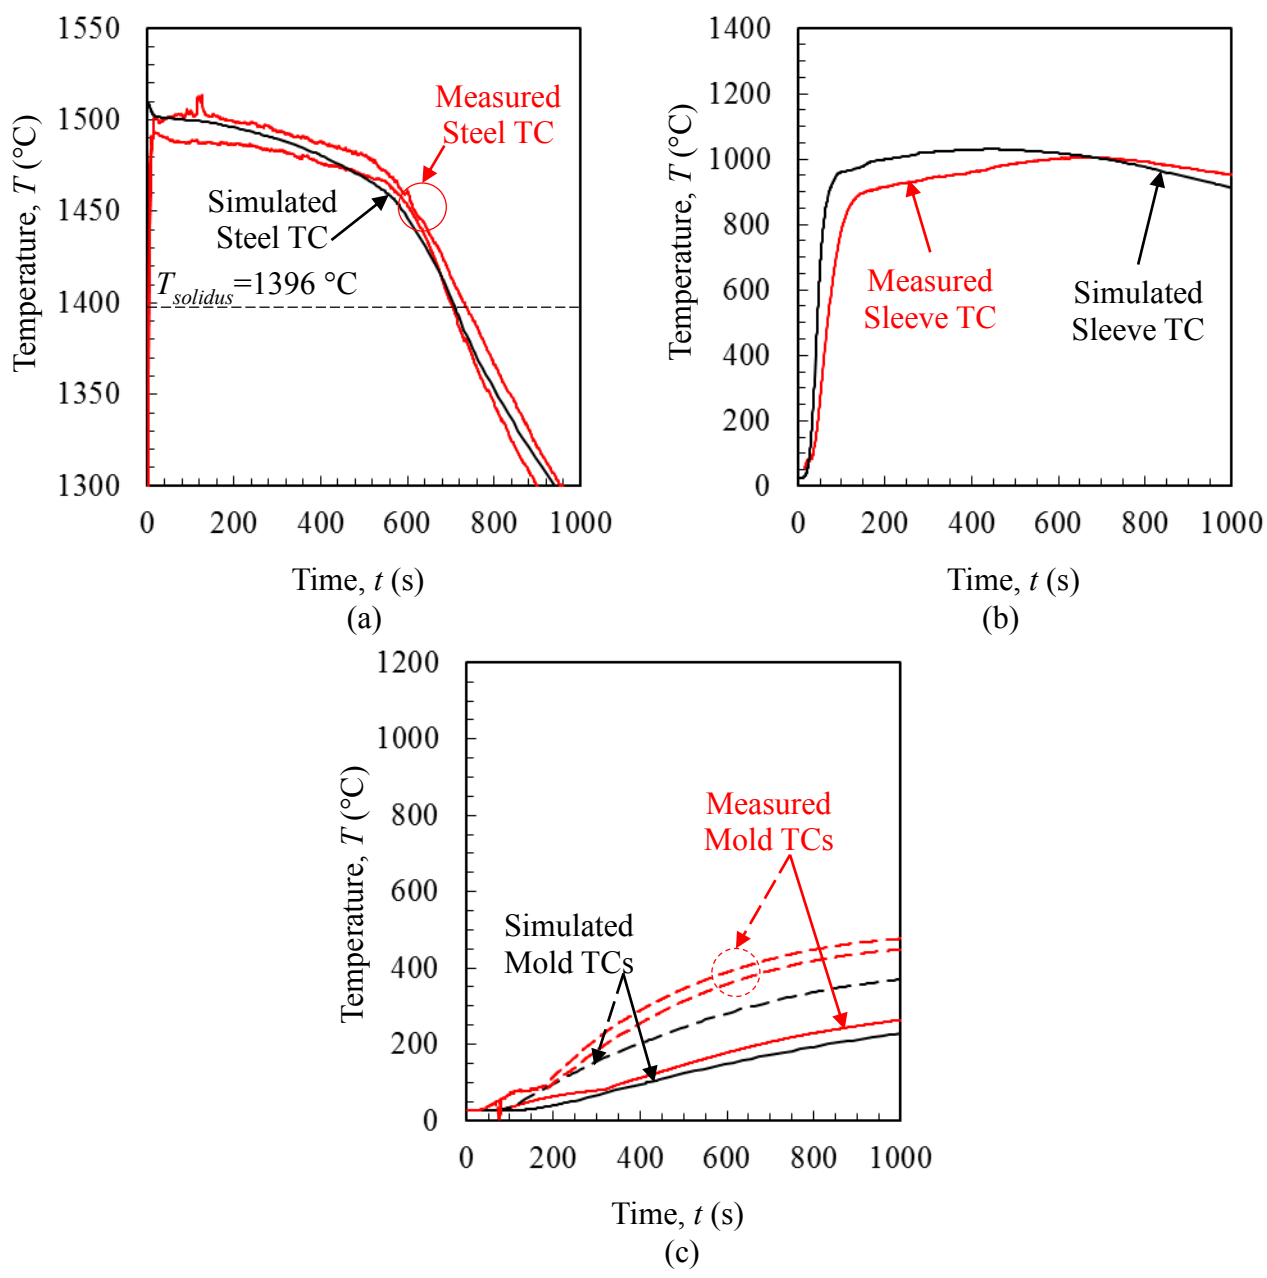 1550
1500
1450
1400
1350
1300
Temperature, T (°C)
Measured
Steel TC
Simulated
Steel TC
Tsolidus=1396 °C
0
200
400
600
800
1000
Time, t (s)
(a)
1400
1200
1000
800
600
400
200
0
Temperature, T (°C)
Measured
Sleeve TC
Simulated
Sleeve TC
0
200
400
600
800
1000
Time, t (s)
(b)
1200
1000
800
600
400
200
0
Temperature, T (°C)
Measured
Mold TCs
Simulated
Mold TCs
0
200
400
600
800
1000
Time, t (s)
(c)